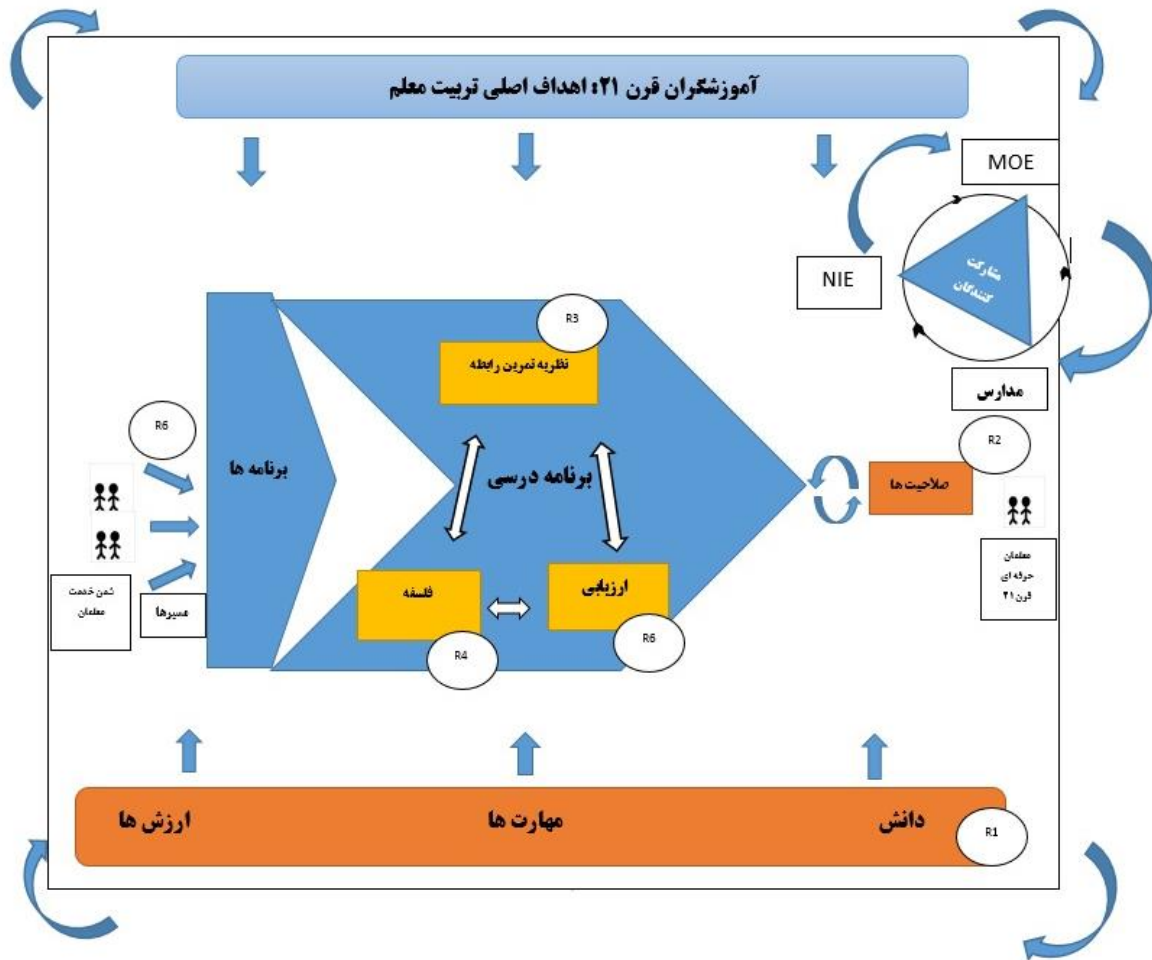 آموزشگران قرن ۲۱: اهداف اصلی تربیت معلم
MOE
NIE
مشارکت
کنندگان
مدارس
R3
نظریه تمرین رابطه
R6
برنامه ها
برنامه درسی
R2
صلاحیت ها
فلسفه
ارزیابی
R4
R6
ضمن خدمت
معلمان
مسیرها
معلمان
حرفه ای
قرن ۲۱
ارزش ها
مهارت ها
دانش
R1